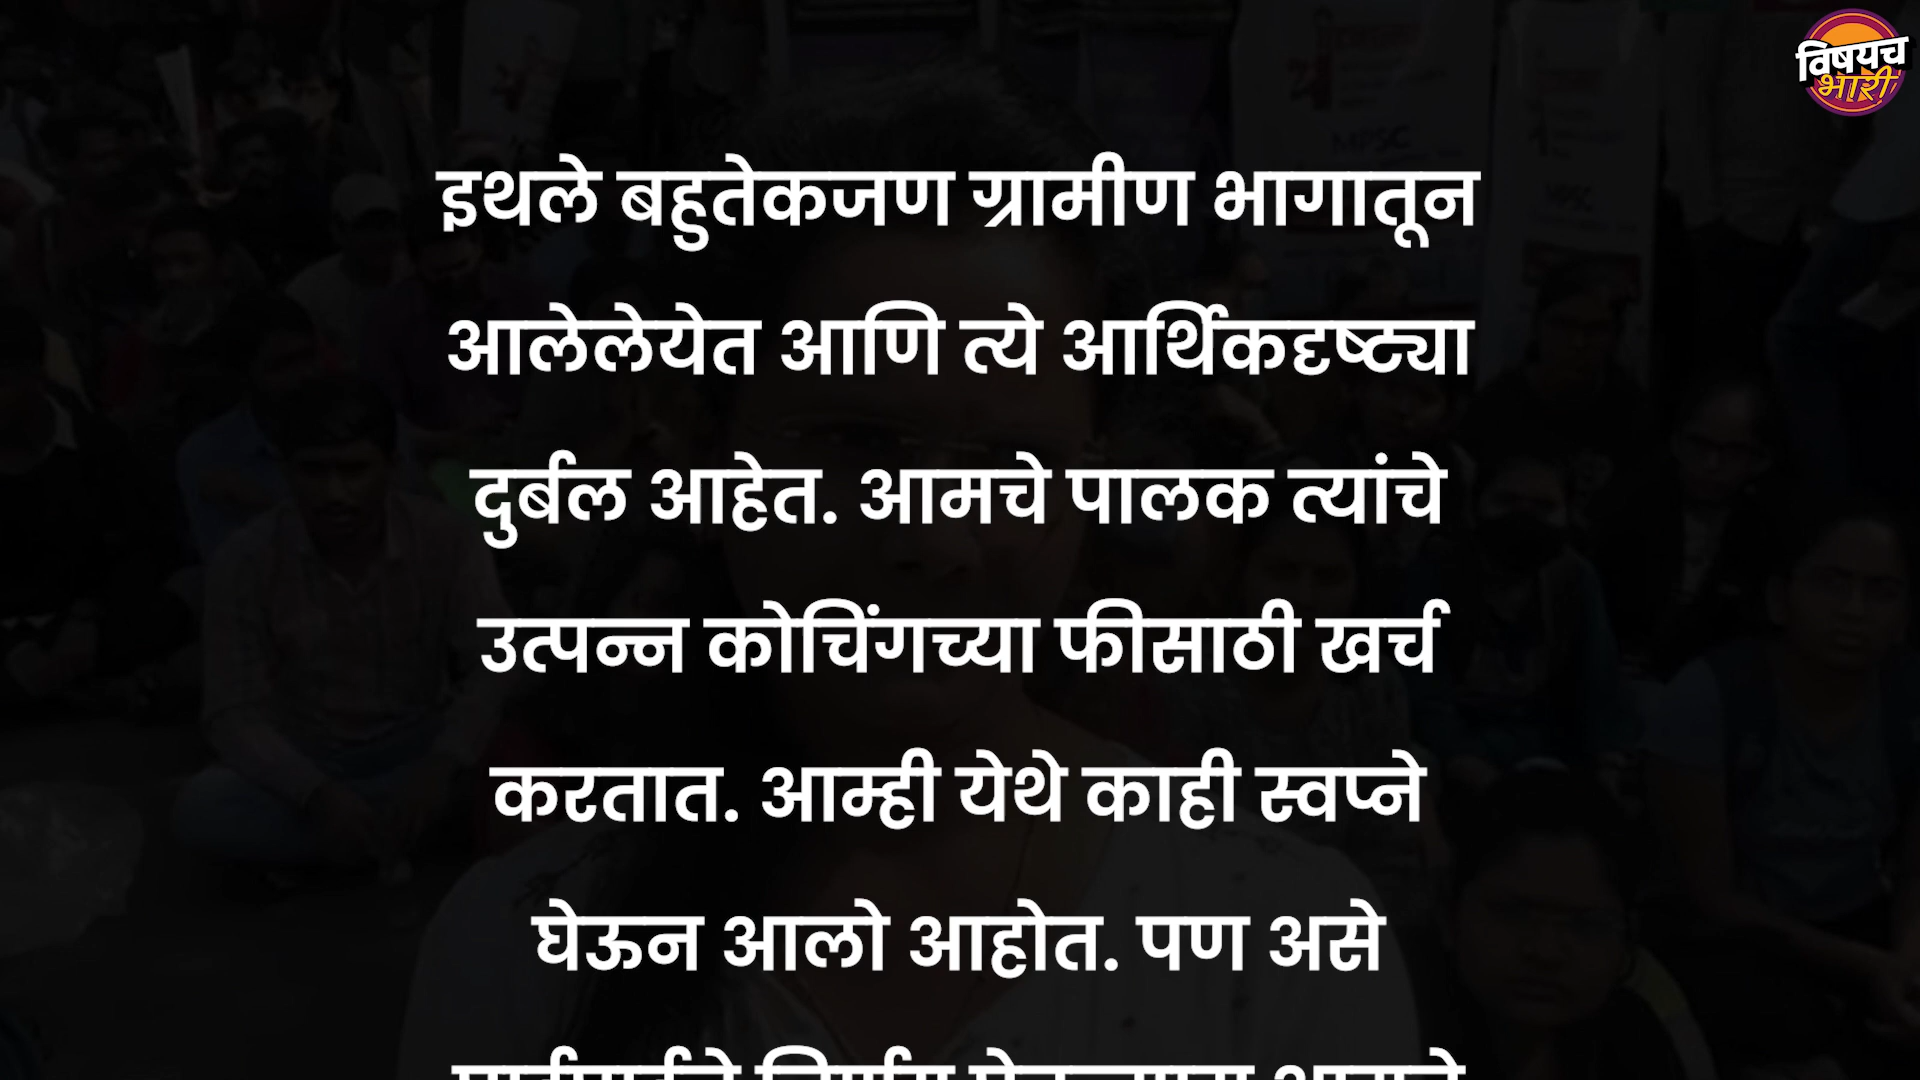 विषयच
भारी
इथले बहुतेकजण ग्रामीण भागातून
आलेलेयेत आणि त्ये आर्थिकदृष्ट्या
दुर्बल आहेत. आमचे पालक त्यांचे
उत्पन्न कोचिंगच्या फीसाठी खर्च
करतात. आम्ही येथे काही स्वप्ने
घेऊन आलो आहोत. पण असे
MPSC